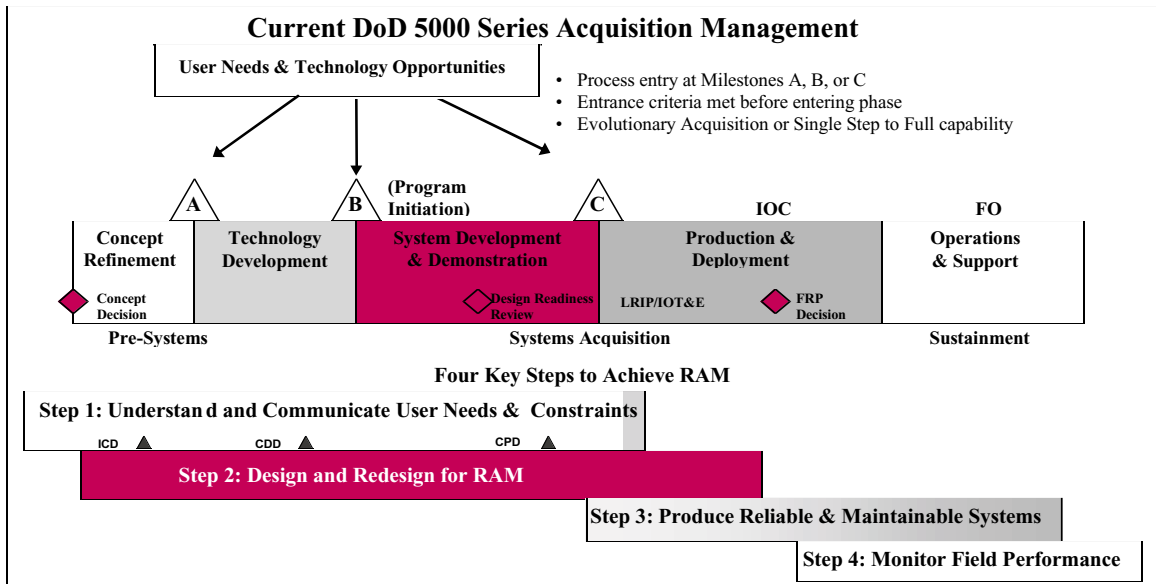 Current DoD 5000 Series Acquisition Management
User Needs & Technology Opportunities
• Process entry at Milestones A, B, or C
• Entrance criteria met before entering phase
• Evolutionary Acquisition or Single Step to Full capability
A
B
(Program
Initiation)
C
IOC
FO
Concept
Refinement
Technology
Development
System Development
& Demonstration
Production &
Deployment
Operations
& Support
Concept
Decision
Design Readiness
Review
LRIP/IOT&E
FRP
Decision
Pre-Systems
Systems Acquisition
Sustainment
Four Key Steps to Achieve RAM
Step 1: Understand and Communicate User Needs & Constraints
ICD
CDD
CPD
Step 2: Design and Redesign for RAM
Step 3: Produce Reliable & Maintainable Systems
Step 4: Monitor Field Performance